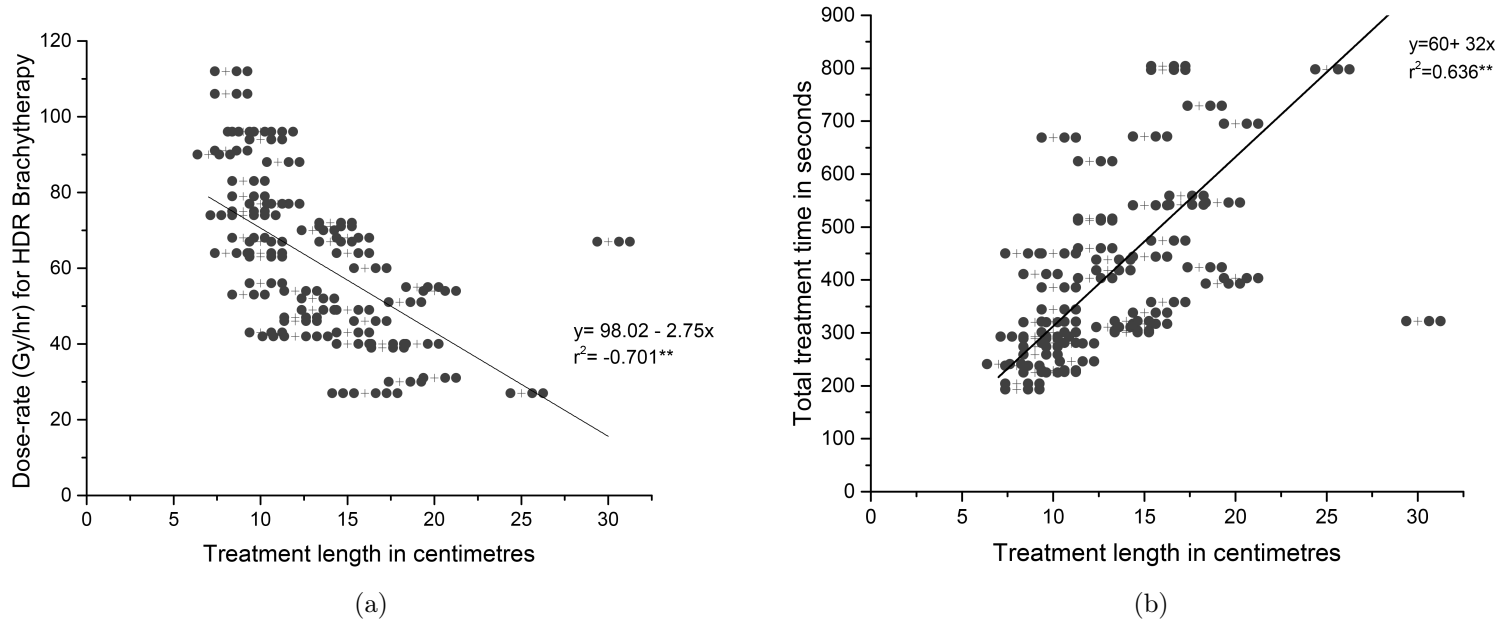 120
100
80
60
40
20
0
0 5 10 15 20 25 30
Dose-rate (Gy/hr) for HDR Brachytherapy
Treatment length in centimetres
y= 98.02 - 2.75x
r²= -0.701**
(a)
900
800
700
600
500
400
300
200
100
0
0 5 10 15 20 25 30
Total treatment time in seconds
Treatment length in centimetres
y=60+ 32x
r²=0.636**
(b)